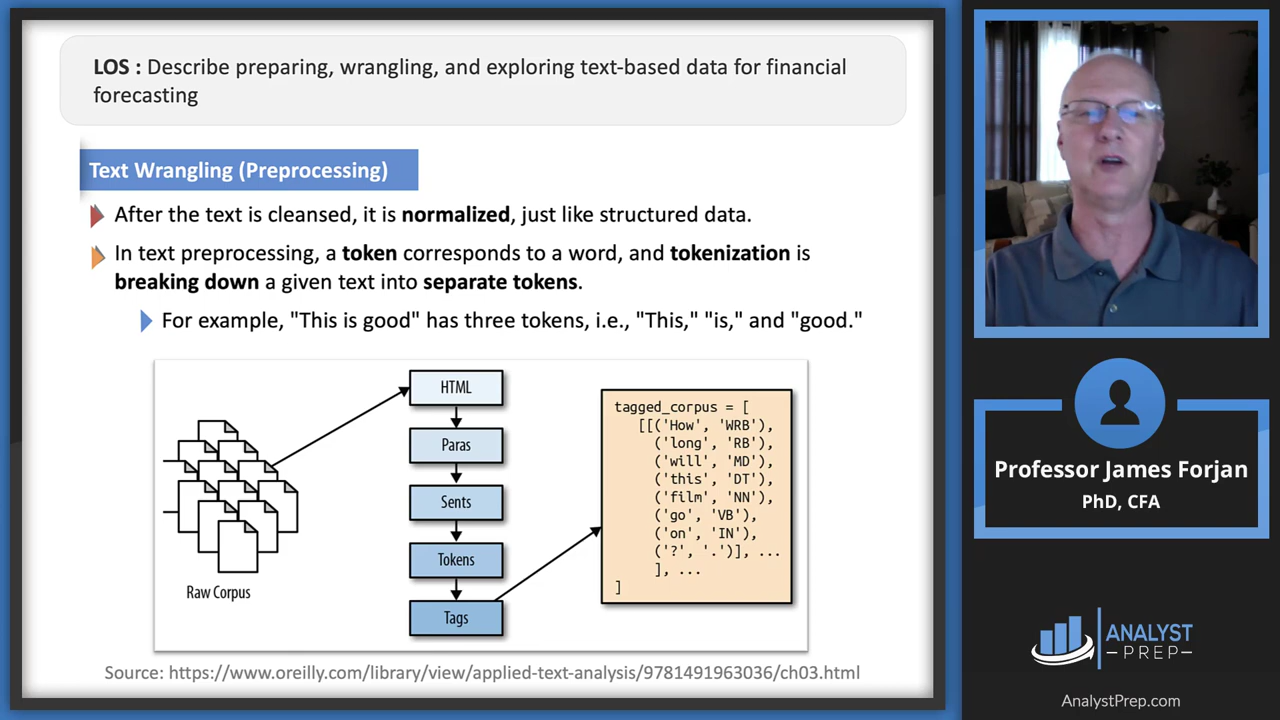 LOS : Describe preparing, wrangling, and exploring text-based data for financial
forecasting
Text Wrangling (Preprocessing)
After the text is cleansed, it is normalized, just like structured data.
In text preprocessing, a token corresponds to a word, and tokenization is
breaking down a given text into separate tokens.
For example, "This is good" has three tokens, i.e., "This," "is," and "good."
Raw Corpus
HTML
Paras
Sents
Tokens
Tags
tagged_corpus = [
[[('How', 'WRB'),
('long', 'RB'),
('will', 'MD'),
('this', 'DT'),
('film', 'NN'),
('go', 'VB'),
('on', 'IN'),
('?', '.')], ...
], ...
]
Source: https://www.oreilly.com/library/view/applied-text-analysis/9781491963036/ch03.html
Professor James Forjan
PhD, CFA
ANALYST
PREP
AnalystPrep.com